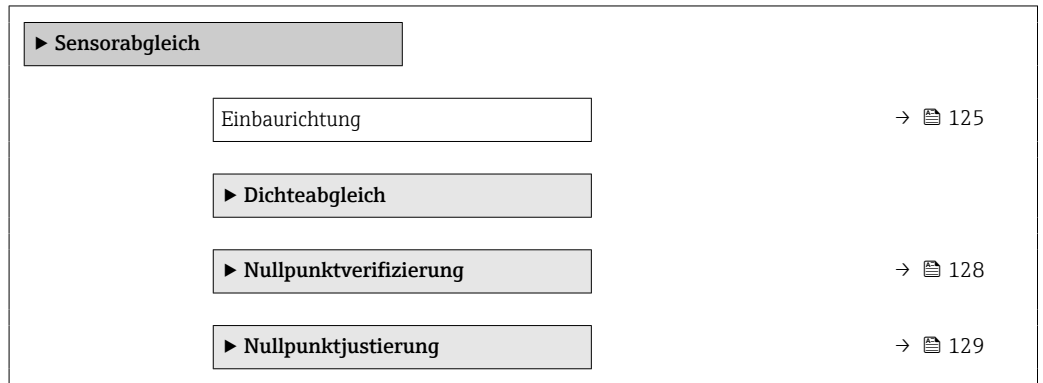 ▶ Sensorabgleich
Einbaurichtung → 125
▶ Dichteabgleich
▶ Nullpunktverifizierung → 128
▶ Nullpunktjustierung → 129